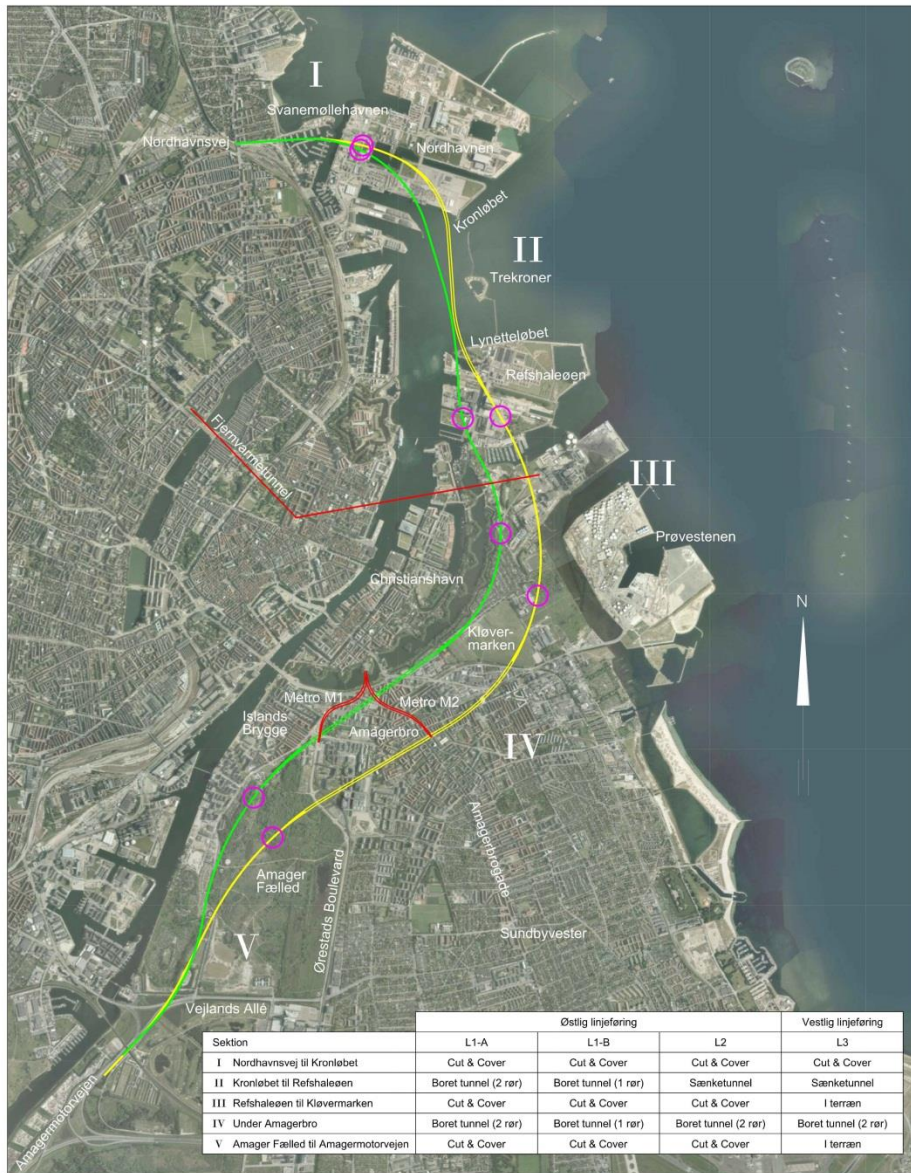 I
Svanemøllehavnen
Nordhavnsvej
Nordhavnen
Kronløbet
II
Trekroner
Lynetteløbet
Refshaleøen
Fjernvarmetunnel
III
Prøvestenen
Christianshavn
N
Kløver-
marken
Metro M1
Metro M2
Islands
Brygge
Amagerbro
IV
Amagerbrogade
Amager
Fælled
Ørestads Boulevard
Sundbyvester
V
Vejlands Allé
Amagermotorvejen
Østlig linjeføring Vestlig linjeføring
Sektion L1-A L1-B L2 L3
I Nordhavnsvej til Kronløbet Cut & Cover Cut & Cover Cut & Cover Cut & Cover
II Kronløbet til Refshaleøen Boret tunnel (2 rør) Boret tunnel (1 rør) Sænketunnel Sænketunnel
III Refshaleøen til Kløvermarken Cut & Cover Cut & Cover Cut & Cover I terræn
IV Under Amagerbro Boret tunnel (2 rør) Boret tunnel (1 rør) Boret tunnel (2 rør) Boret tunnel (2 rør)
V Amager Fælled til Amagermotorvejen Cut & Cover Cut & Cover Cut & Cover I terræn